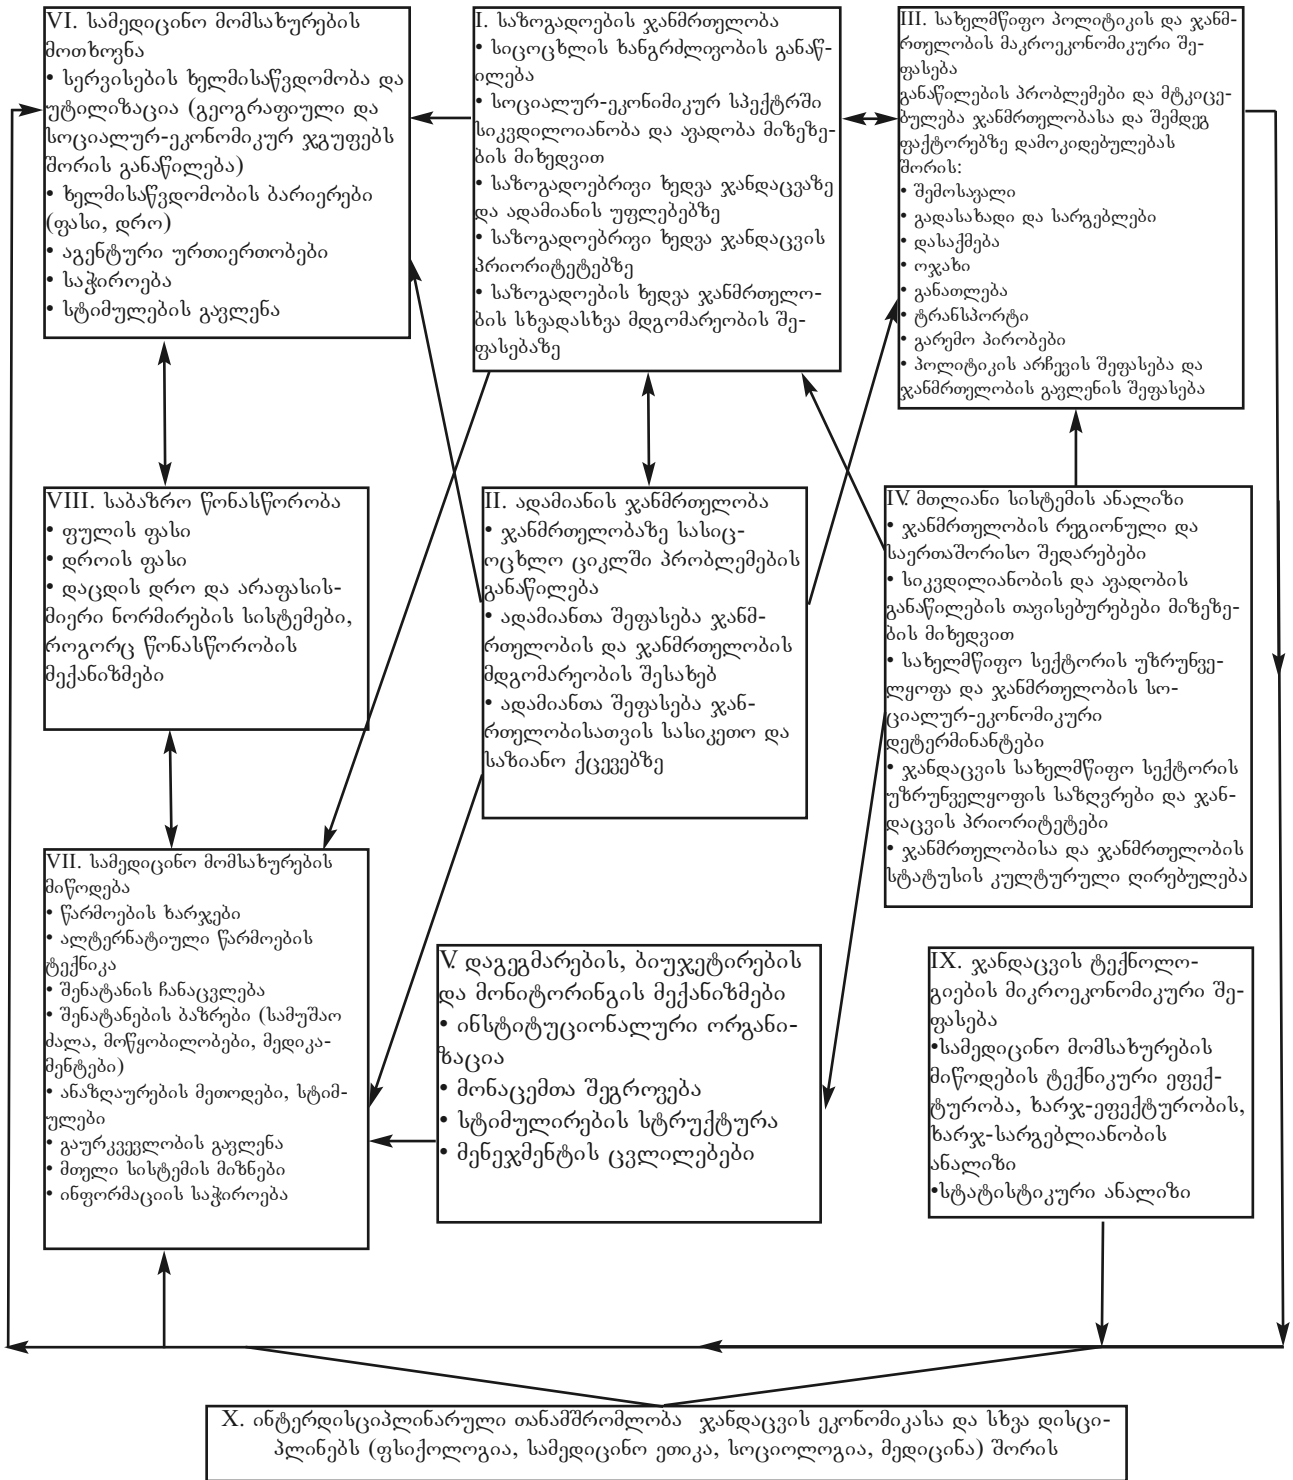 VI. სამედიცინო მომსახურების
მოთხოვნა
• სერვისების ხელმისაწვდომობა და
უტილიზაცია (გეოგრაფიული და
სოციალურ-ეკონომიკურ ჯგუფებს
შორის განაწილება)
• ხელმისაწვდომობის ბარიერები
(ფასი, დრო)
• აგენტური ურთიერთობები
• საჭიროება
• სტიმულების გავლენა
I. საზოგადოების ჯანმრთელობა
• სიცოცხლის ხანგრძლივობის განაწ-
ილება
• სოციალურ-ეკონიმიკურ სპექტრში
სიკვდილოიანობა და ავადობა მიზეზე-
ბის მიხედვით
• საზოგადოებრივი ხედვა ჯანდაცვაზე
და ადამიანის უფლებებზე
• საზოგადოებრივი ხედვა ჯანდაცვის
პრიორიტეტებზე
• საზოგადოების ხედვა ჯანმრთელო-
ბის სხვადასხვა მდგომარეობის შე-
ფასებაზე
III. სახელმწიფო პოლიტიკის და ჯანმ-
რთელობის მაკროეკონომიკური შე-
ფასება
განაწილების პრობლემები და მტკიცე-
ბულება ჯანმრთელობასა და შემდეგ
ფაქტორებზე დამოკიდებულებას
შორის:
• შემოსავალი
• გადასახადი და სარგებლები
• დასაქმება
• ოჯახი
• განათლება
• ტრანსპორტი
• გარემო პირობები
• პოლიტიკის არჩევის შეფასება და
ჯანმრთელობის გავლენის შეფასება
VIII. საბაზრო წონასწორობა
• ფულის ფასი
• დროის ფასი
• დაცდის დრო და არაფასის-
მიერი ნორმირების სისტემები,
როგორც წონასწორობის
მექანიზმები
II. ადამიანის ჯანმრთელობა
• ჯანმრთელობაზე სასიც-
ოცხლო ციკლში პრობლემების
განაწილება
• ადამიანთა შეფასება ჯანმ-
რთელობის და ჯანმრთელობის
მდგომარეობის შესახებ
• ადამიანთა შეფასება ჯან-
რთელობისათვის სასიკეთო და
საზიანო ქცევებზე
IV. მთლიანი სისტემის ანალიზი
• ჯანმრთელობის რეგიონული და
საერთაშორისო შედარებები
• სიკვდილიანობის და ავადობის
განაწილების თავისებურებები მიზეზე-
ბის მიხედვით
• სახელმწიფო სექტორის უზრუნვე-
ლყოფა და ჯანმრთელობის სო-
ციალურ-ეკონომიკური
დეტერმინანტები
• ჯანდაცვის სახელმწიფო სექტორის
უზრუნველყოფის საზღვრები და ჯან-
დაცვის პრიორიტეტები
• ჯანმრთელობისა და ჯანმრთელობის
სტატუსის კულტურული ღირებულება
VII. სამედიცინო მომსახურების
მიწოდება
• წარმოების ხარჯები
• ალტერნატიული წარმოების
ტექნიკა
• შენატანის ჩანაცვლება
• შენატანების ბაზრები (სამუშაო
ძალა, მოწყობილობები, მედიკა-
მენტები)
• ანაზღაურების მეთოდები, სტიმ-
ულები
• გაურკვევლობის გავლენა
• მთელი სისტემის მიზნები
• ინფორმაციის საჭიროება
V. დაგეგმარების, ბიუჯეტირების
და მონიტორინგის მექანიზმები
• ინსტიტუციონალური ორგანი-
ზაცია
• მონაცემთა შეგროვება
• სტიმულირების სტრუქტურა
• მენეჯმენტის ცვლილებები
IX. ჯანდაცვის ტექნოლო-
გიების მიკროეკონომიკური შე-
ფასება
•სამედიცინო მომსახურების
მიწოდების ტექნიკური ეფექ-
ტურობა, ხარჯ-ეფექტურობის,
ხარჯ-სარგებლიანობის
ანალიზი
•სტატისტიკური ანალიზი
X. ინტერდისციპლინარული თანამშრომლობა ჯანდაცვის ეკონომიკასა და სხვა დისცი-
პლინებს (ფსიქოლოგია, სამედიცინო ეთიკა, სოციოლოგია, მედიცინა) შორის